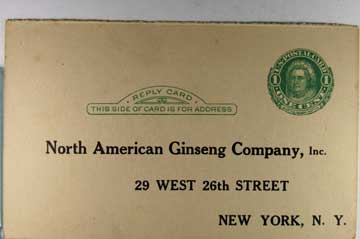 U.S. POSTAL CARD
1 1
ONE CENT
REPLY CARD
THIS SIDE OF CARD IS FOR ADDRESS
North American Ginseng Company, Inc.
29 WEST 26th STREET
NEW YORK, N. Y.